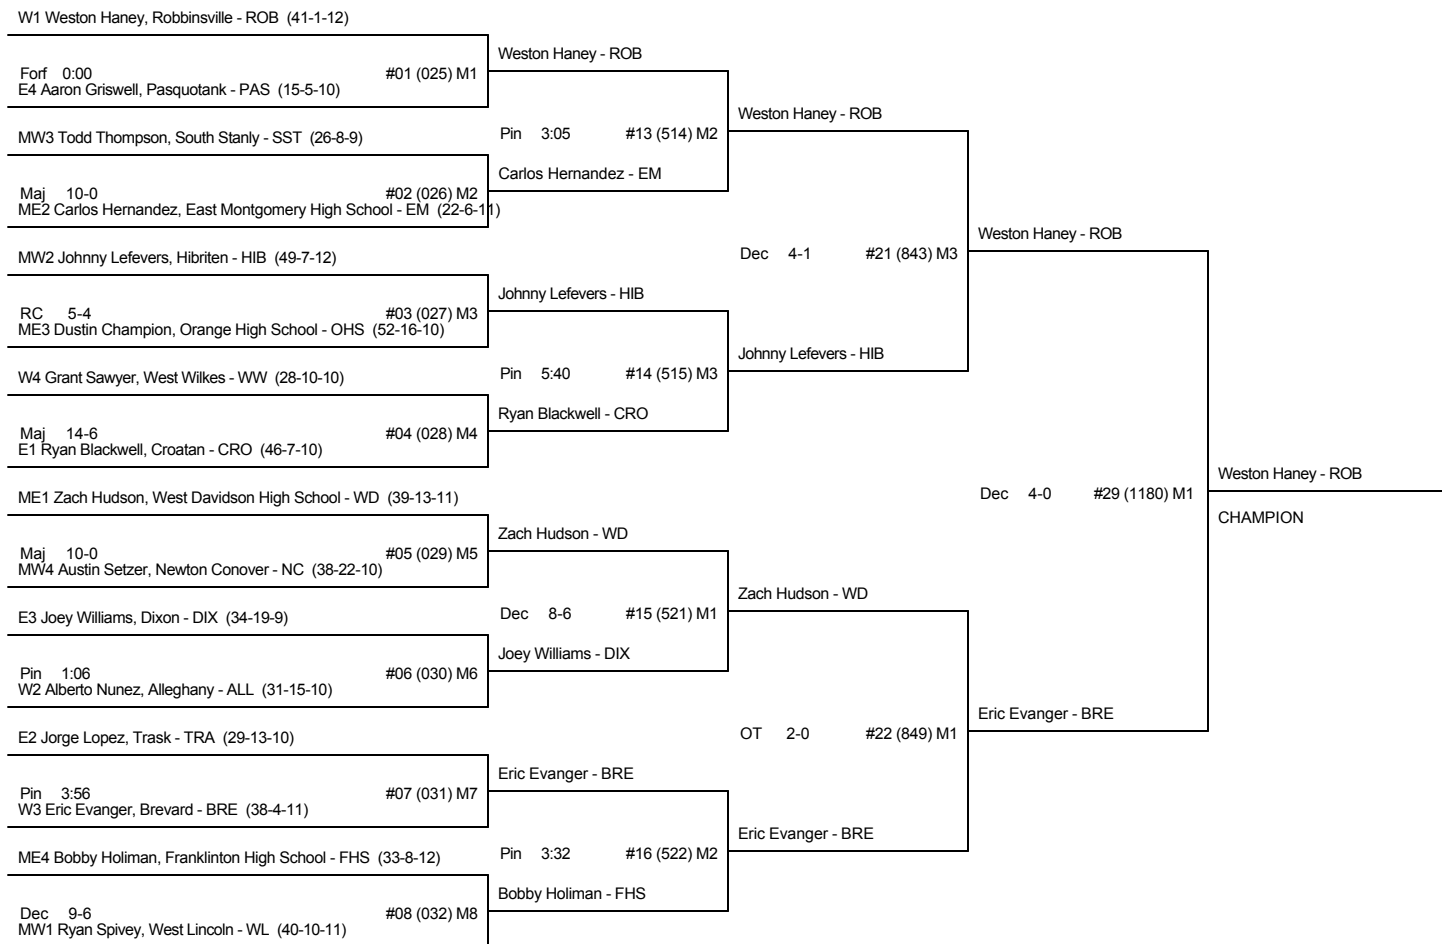 W1 Weston Haney, Robbinsville - ROB (41-1-12)
Weston Haney - ROB
Forf 0:00 #01 (025) M1
E4 Aaron Griswell, Pasquotank - PAS (15-5-10)
Weston Haney - ROB
MW3 Todd Thompson, South Stanly - SST (26-8-9)
Pin 3:05 #13 (514) M2
Carlos Hernandez - EM
Maj 10-0 #02 (026) M2
ME2 Carlos Hernandez, East Montgomery High School - EM (22-6-11)
Weston Haney - ROB
MW2 Johnny Lefevers, Hibriten - HIB (49-7-12)
Dec 4-1 #21 (843) M3
Johnny Lefevers - HIB
RC 5-4 #03 (027) M3
ME3 Dustin Champion, Orange High School - OHS (52-16-10)
Johnny Lefevers - HIB
W4 Grant Sawyer, West Wilkes - WW (28-10-10)
Pin 5:40 #14 (515) M3
Ryan Blackwell - CRO
Maj 14-6 #04 (028) M4
E1 Ryan Blackwell, Croatan - CRO (46-7-10)
Weston Haney - ROB
ME1 Zach Hudson, West Davidson High School - WD (39-13-11)
Dec 4-0 #29 (1180) M1
CHAMPION
Zach Hudson - WD
Maj 10-0 #05 (029) M5
MW4 Austin Setzer, Newton Conover - NC (38-22-10)
Zach Hudson - WD
E3 Joey Williams, Dixon - DIX (34-19-9)
Dec 8-6 #15 (521) M1
Joey Williams - DIX
Pin 1:06 #06 (030) M6
W2 Alberto Nunez, Alleghany - ALL (31-15-10)
Eric Evanger - BRE
E2 Jorge Lopez, Trask - TRA (29-13-10)
OT 2-0 #22 (849) M1
Eric Evanger - BRE
Pin 3:56 #07 (031) M7
W3 Eric Evanger, Brevard - BRE (38-4-11)
Eric Evanger - BRE
ME4 Bobby Holiman, Franklinton High School - FHS (33-8-12)
Pin 3:32 #16 (522) M2
Bobby Holiman - FHS
Dec 9-6 #08 (032) M8
MW1 Ryan Spivey, West Lincoln - WL (40-10-11)